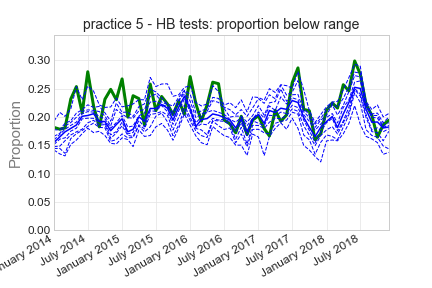 practice 5 - HB tests: proportion below range
Proportion
0.30
0.25
0.20
0.15
0.10
0.05
0.00
nuary 2014
July 2014
January 2015
July 2015
January 2016
July 2016
January 2017
July 2017
January 2018
July 2018